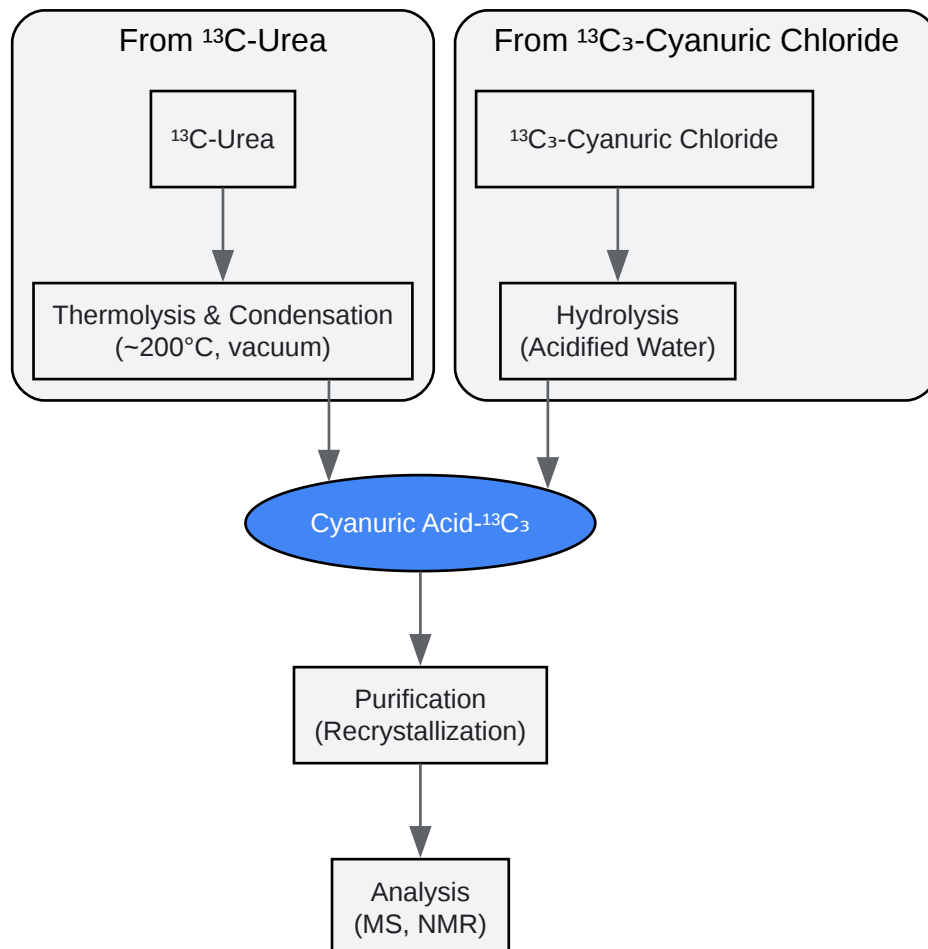 From ¹³C-Urea
From ¹³C₃-Cyanuric Chloride
¹³C-Urea
¹³C₃-Cyanuric Chloride
Thermolysis & Condensation
(~200°C, vacuum)
Hydrolysis
(Acidified Water)
Cyanuric Acid-¹³C₃
Purification
(Recrystallization)
Analysis
(MS, NMR)